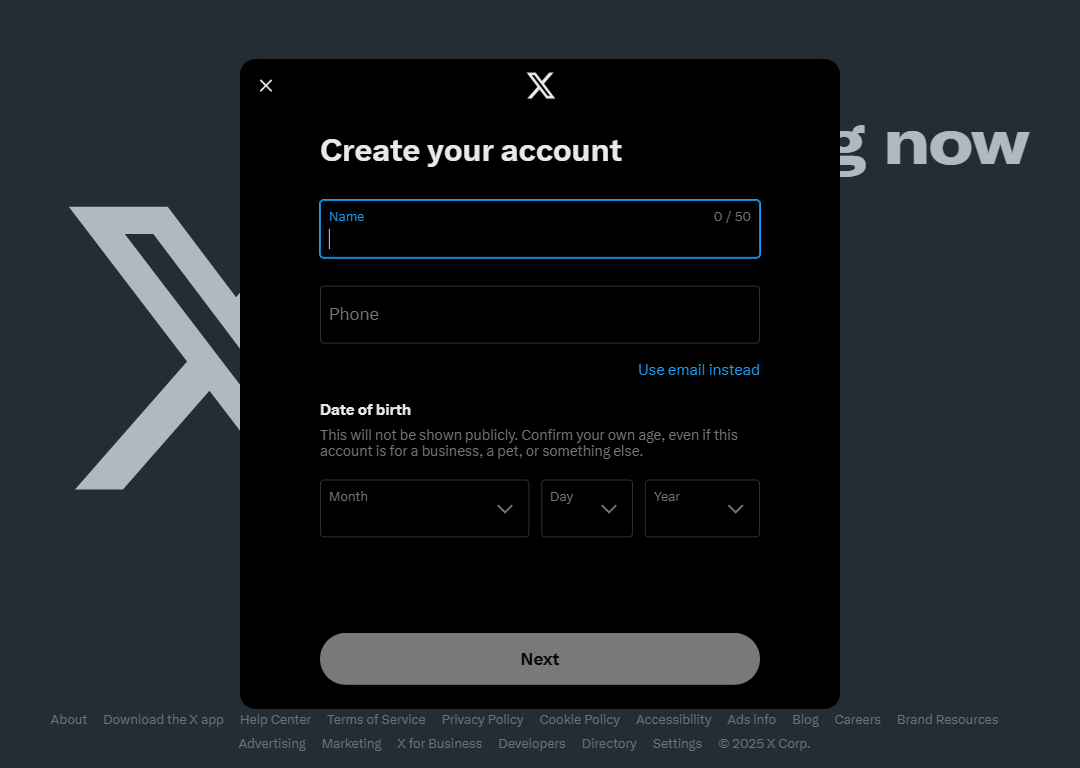 g now
Create your account
Name 0 / 50
Phone
Use email instead
Date of birth
This will not be shown publicly. Confirm your own age, even if this
account is for a business, a pet, or something else.
Month Day Year
Next
About Download the X app Help Center Terms of Service Privacy Policy Cookie Policy Accessibility Ads info Blog Careers Brand Resources
Advertising Marketing X for Business Developers Directory Settings © 2025 X Corp.